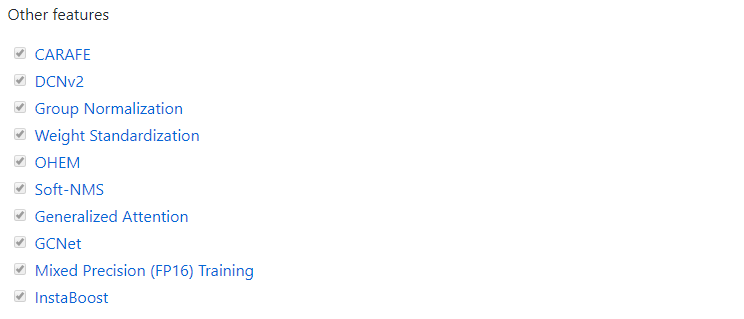 Other features
CARAFE
DCNv2
Group Normalization
Weight Standardization
OHEM
Soft-NMS
Generalized Attention
GCNet
Mixed Precision (FP16) Training
InstaBoost